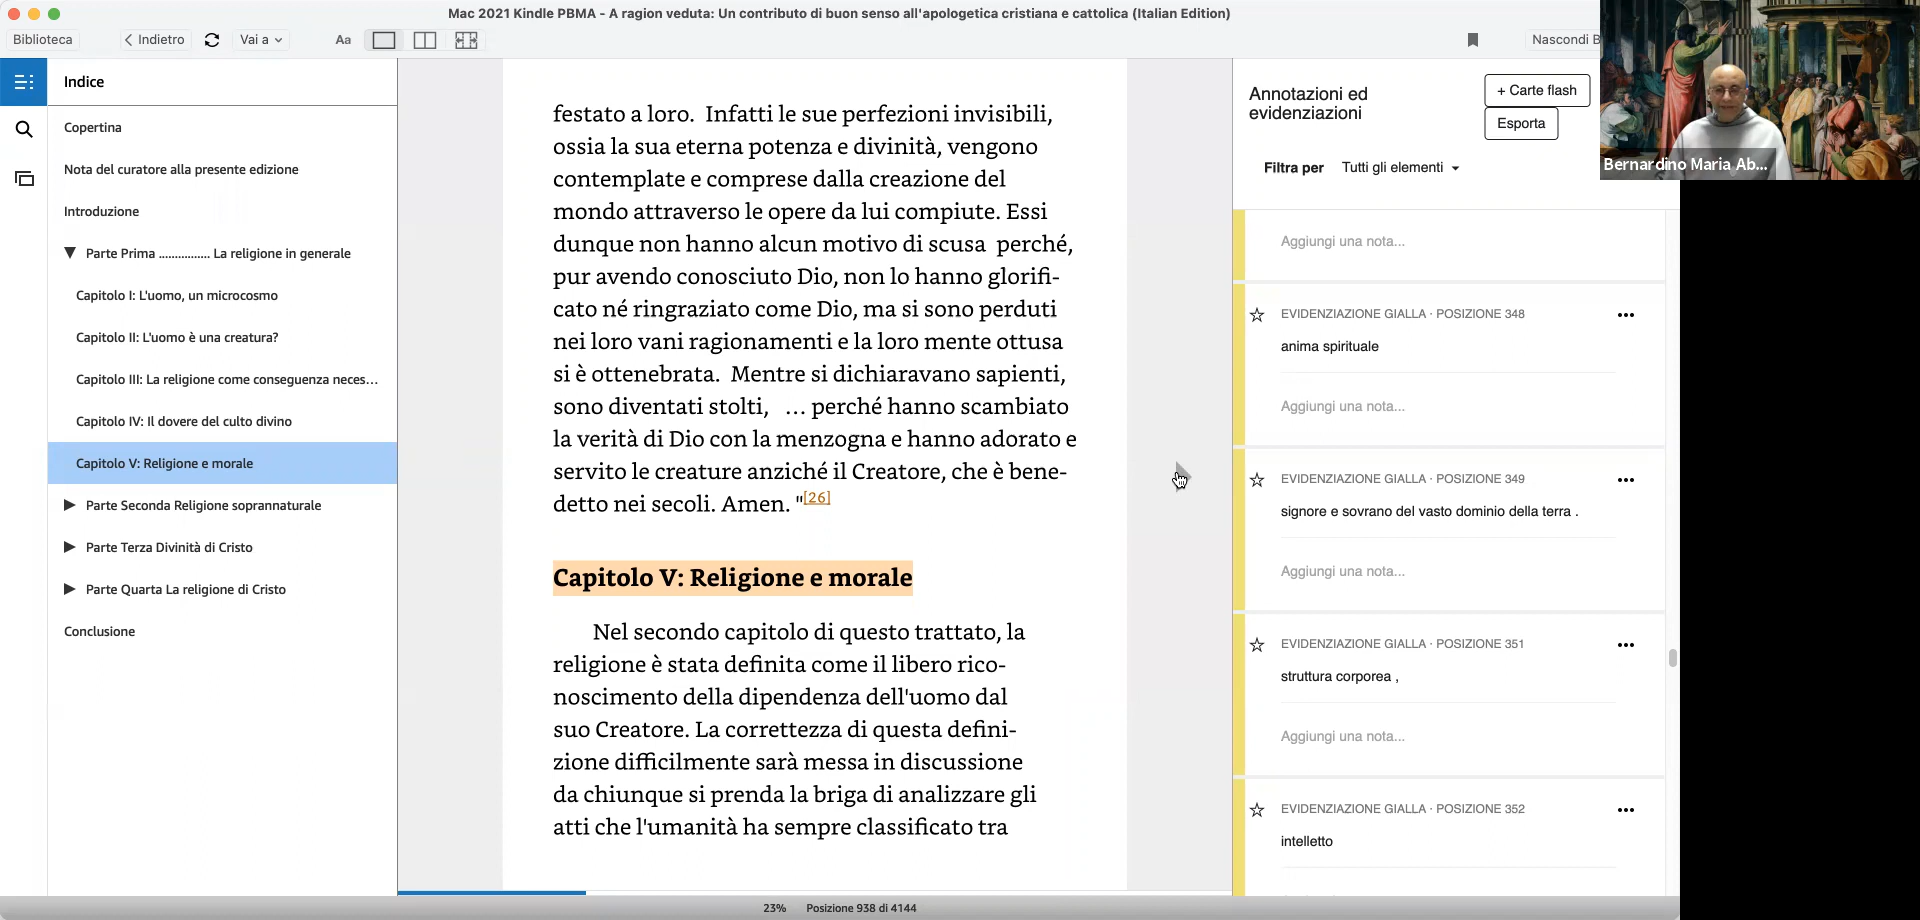 Mac 2021 Kindle PBMA - A ragion veduta: Un contributo di buon senso all'apologetica cristiana e cattolica (Italian Edition)
Biblioteca
Indietro
Vai a
Aa
Nascondi B
Indice
Copertina
Nota del curatore alla presente edizione
Introduzione
Parte Prima ............... La religione in generale
Capitolo I: L'uomo, un microcosmo
Capitolo II: L'uomo è una creatura?
Capitolo III: La religione come conseguenza neces...
Capitolo IV: Il dovere del culto divino
Capitolo V: Religione e morale
Parte Seconda Religione soprannaturale
Parte Terza Divinità di Cristo
Parte Quarta La religione di Cristo
Conclusione
festato a loro. Infatti le sue perfezioni invisibili,
ossia la sua eterna potenza e divinità, vengono
contemplate e comprese dalla creazione del
mondo attraverso le opere da lui compiute. Essi
dunque non hanno alcun motivo di scusa perché,
pur avendo conosciuto Dio, non lo hanno glorifi-
cato né ringraziato come Dio, ma si sono perduti
nei loro vani ragionamenti e la loro mente ottusa
si è ottenebrata. Mentre si dichiaravano sapienti,
sono diventati stolti, ... perché hanno scambiato
la verità di Dio con la menzogna e hanno adorato e
servito le creature anziché il Creatore, che è bene-
detto nei secoli. Amen. "[26]
Capitolo V: Religione e morale
Nel secondo capitolo di questo trattato, la
religione è stata definita come il libero rico-
noscimento della dipendenza dell'uomo dal
suo Creatore. La correttezza di questa defini-
zione difficilmente sarà messa in discussione
da chiunque si prenda la briga di analizzare gli
atti che l'umanità ha sempre classificato tra
23% Posizione 938 di 4144
Annotazioni ed
evidenziazioni
+ Carte flash
Esporta
Filtra per Tutti gli elementi
Aggiungi una nota...
EVIDENZIAZIONE GIALLA · POSIZIONE 348
anima spirituale
Aggiungi una nota...
EVIDENZIAZIONE GIALLA · POSIZIONE 349
signore e sovrano del vasto dominio della terra .
Aggiungi una nota...
EVIDENZIAZIONE GIALLA · POSIZIONE 351
struttura corporea ,
Aggiungi una nota...
EVIDENZIAZIONE GIALLA · POSIZIONE 352
intelletto
Bernardino Maria Ab...